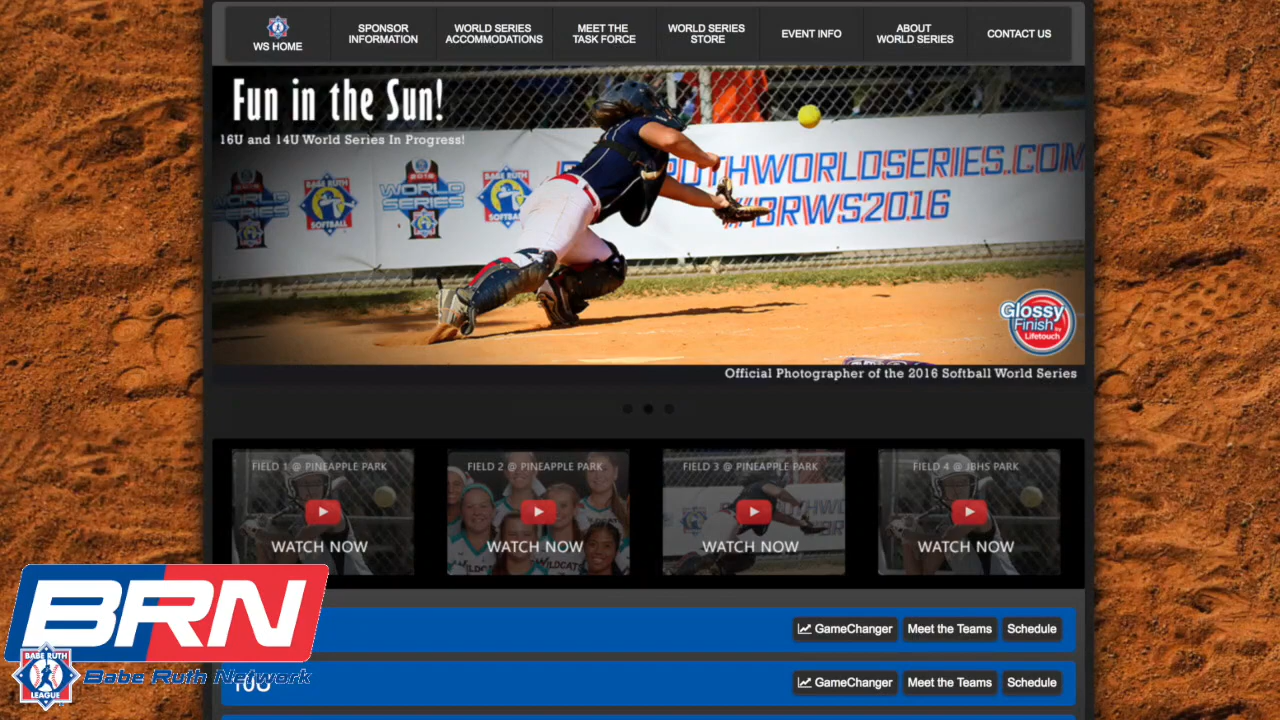 WS HOME
SPONSOR
INFORMATION
WORLD SERIES
ACCOMMODATIONS
MEET THE
TASK FORCE
WORLD SERIES
STORE
EVENT INFO
ABOUT
WORLD SERIES
CONTACT US
Fun in the Sun!
16U and 14U World Series In Progress!
WORLD
SERIES
BABE RUTH
SOFTBALL
2016
WORLD
SERIES
BABE RUTH
SOFTBALL
RUTHWORLDSERIES.COM
#BRWS2016
Glossy
Finish by
Lifetouch
Official Photographer of the 2016 Softball World Series
FIELD 1 @ PINEAPPLE PARK
WATCH NOW
FIELD 2 @ PINEAPPLE PARK
WATCH NOW
FIELD 3 @ PINEAPPLE PARK
WATCH NOW
FIELD 4 @ JBHS PARK
WATCH NOW
GameChanger
Meet the Teams
Schedule
10U
GameChanger
Meet the Teams
Schedule
BRN
Babe Ruth Network
BABE RUTH
LEAGUE